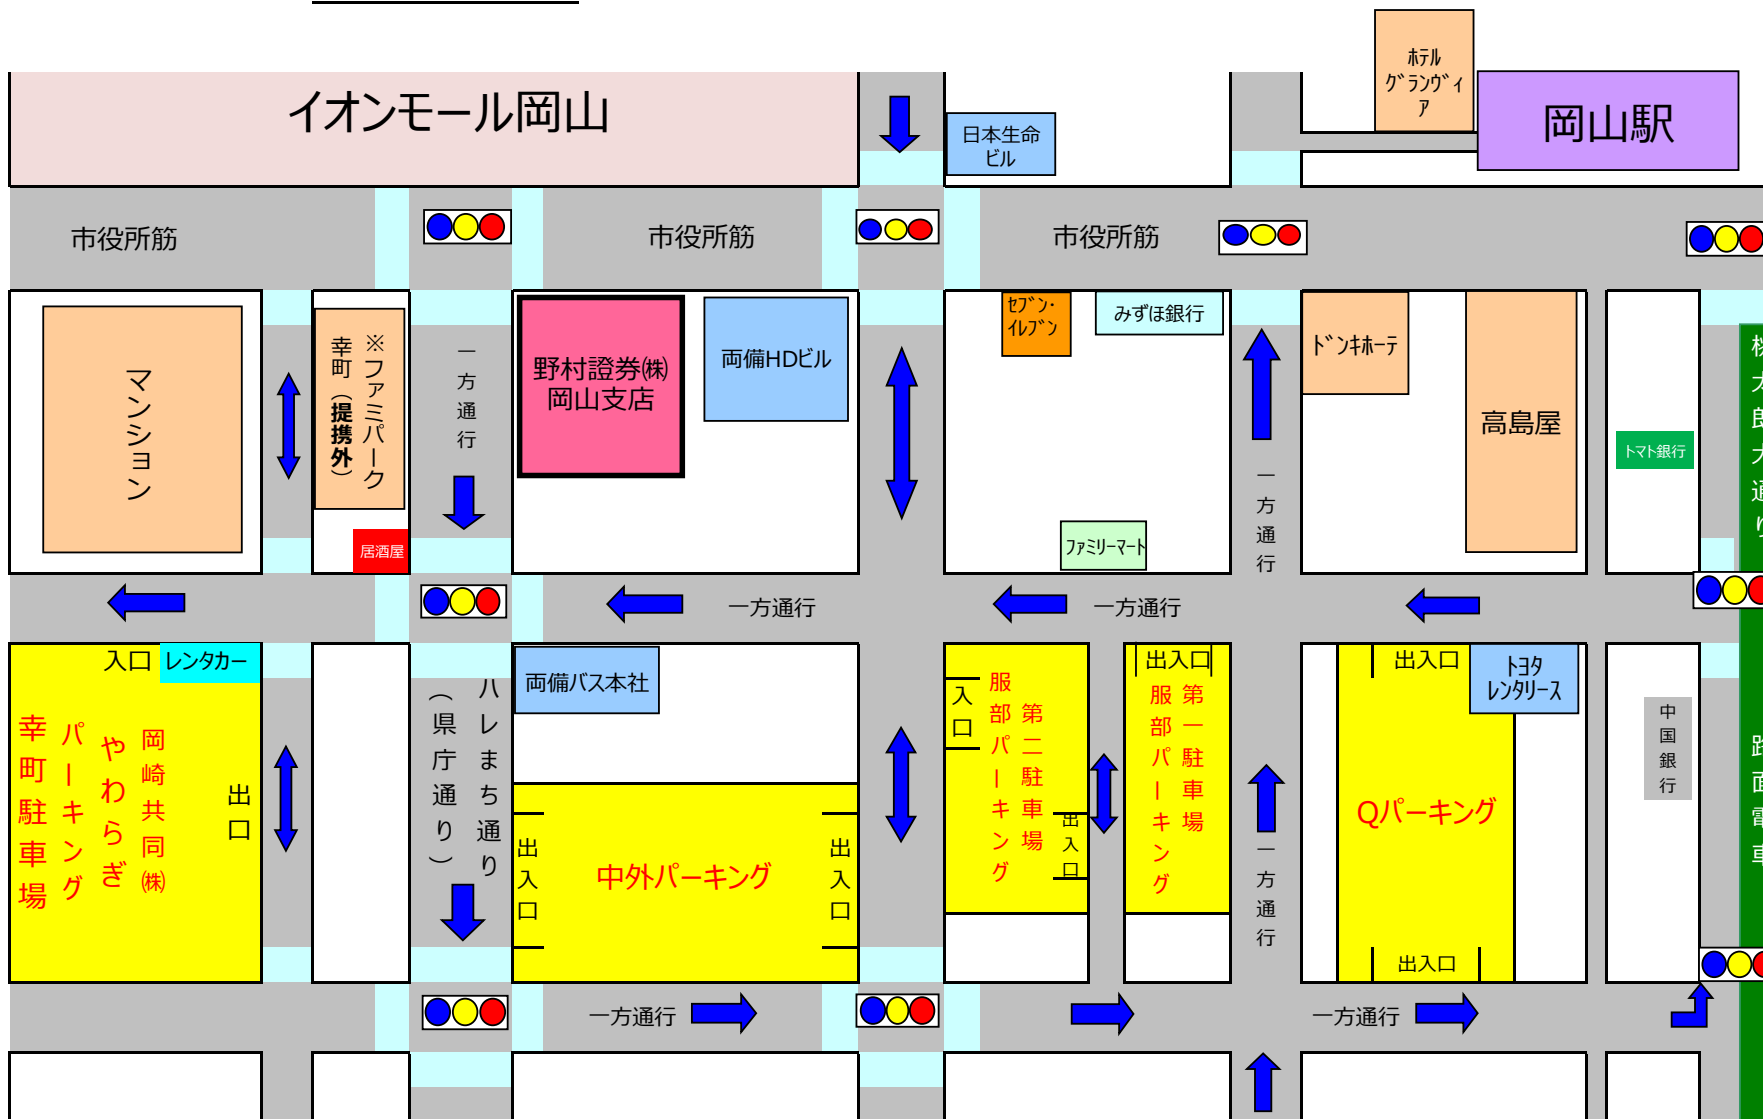 イオンモール岡山
ホテル
グランヴィ
ア
岡山駅
日本生命
ビル
市役所筋
市役所筋
市役所筋
マンション
※ファミパーク
幸町（提携外）
居酒屋
一方通行
野村證券㈱
岡山支店
両備HDビル
セブン・
イレブン
みずほ銀行
ファミリーマート
一方通行
ドンキホーテ
高島屋
トマト銀行
桃太郎大通り
一方通行
一方通行
入口
レンタカー
岡崎共同㈱
やわらぎ
パーキング
幸町駐車場
出口
ハレまち通り
（県庁通り）
両備バス本社
中外パーキング
出入口
出入口
入口
第二駐車場
服部パーキング
出入口
出入口
第一駐車場
服部パーキング
一方通行
出入口
トヨタ
レンタリース
Qパーキング
出入口
中国銀行
路面電車
一方通行
一方通行